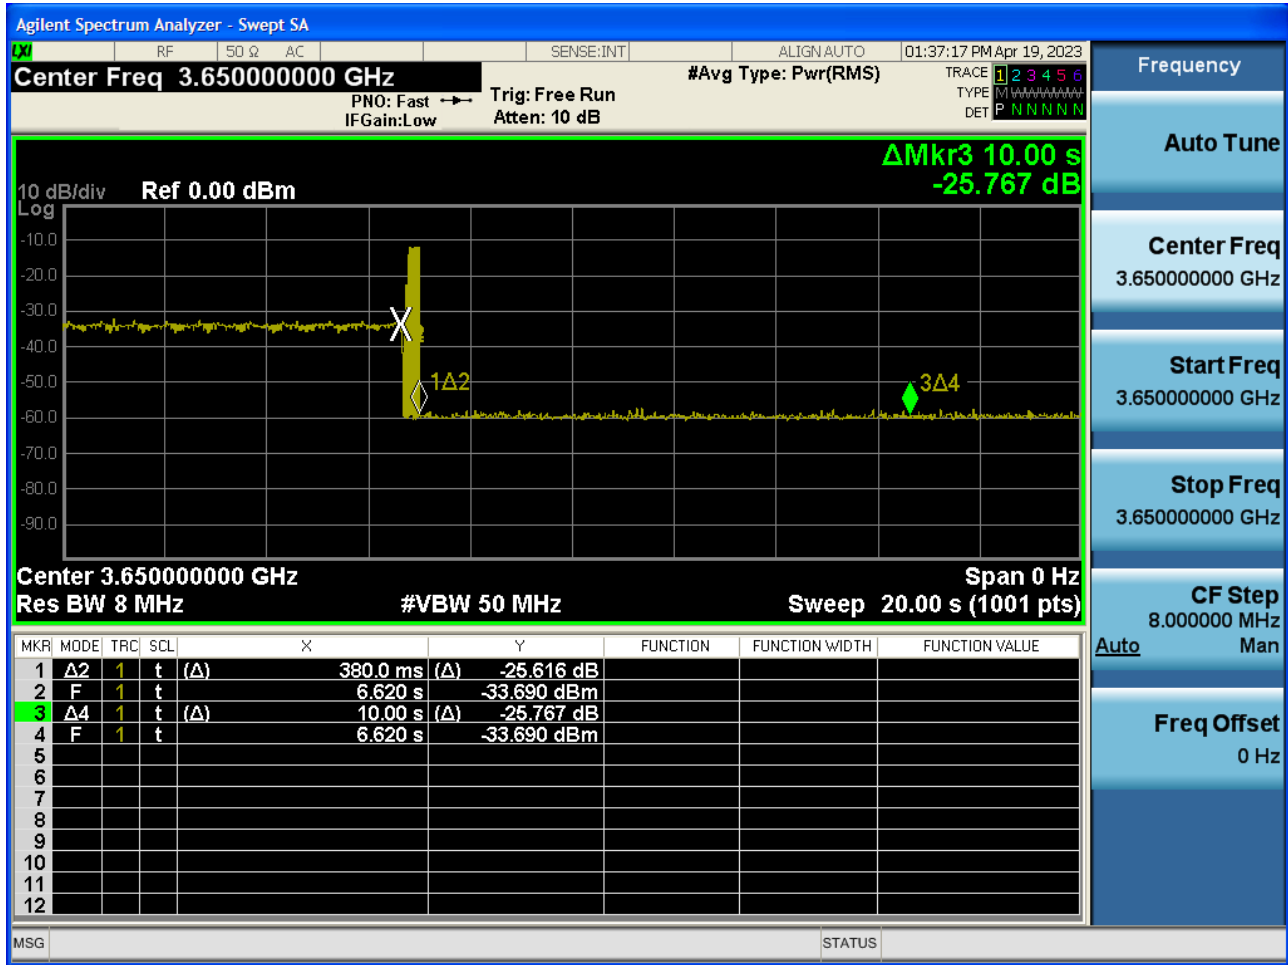 Agilent Spectrum Analyzer - Swept SA
LXI RF 50 Ω AC SENSE:INT ALIGN AUTO 01:37:17 PM Apr 19, 2023
Center Freq 3.650000000 GHz
PNO: Fast
IFGain:Low
Trig: Free Run
Atten: 10 dB
#Avg Type: Pwr(RMS)
TRACE 1 2 3 4 5 6
TYPE M WWWWW
DET P N N N N N
ΔMkr3 10.00 s
-25.767 dB
10 dB/div Ref 0.00 dBm
Log
-10.0
-20.0
-30.0
-40.0
-50.0
-60.0
-70.0
-80.0
-90.0
1Δ2
3Δ4
Center 3.650000000 GHz Span 0 Hz
Res BW 8 MHz #VBW 50 MHz Sweep 20.00 s (1001 pts)
MKR MODE TRC SCL X Y FUNCTION FUNCTION WIDTH FUNCTION VALUE
1 Δ2 1 t (Δ) 380.0 ms (Δ) -25.616 dB
2 F 1 t 6.620 s -33.690 dBm
3 Δ4 1 t (Δ) 10.00 s (Δ) -25.767 dB
4 F 1 t 6.620 s -33.690 dBm
5
6
7
8
9
10
11
12
MSG STATUS
Frequency
Auto Tune
Center Freq
3.650000000 GHz
Start Freq
3.650000000 GHz
Stop Freq
3.650000000 GHz
CF Step
8.000000 MHz
Auto Man
Freq Offset
0 Hz